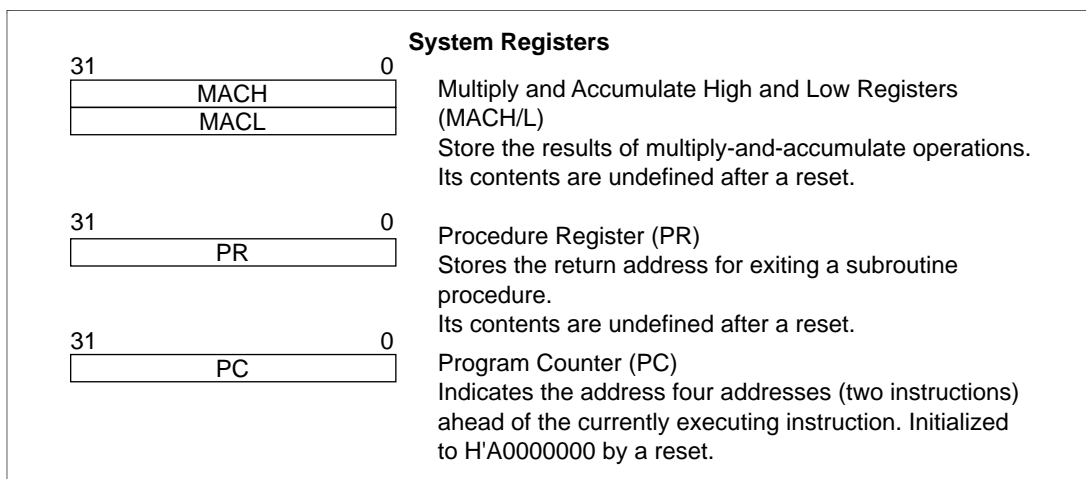 System Registers
31 0
MACH
MACL
Multiply and Accumulate High and Low Registers
(MACH/L)
Store the results of multiply-and-accumulate operations.
Its contents are undefined after a reset.
31 0
PR
Procedure Register (PR)
Stores the return address for exiting a subroutine
procedure.
Its contents are undefined after a reset.
31 0
PC
Program Counter (PC)
Indicates the address four addresses (two instructions)
ahead of the currently executing instruction. Initialized
to H'A0000000 by a reset.